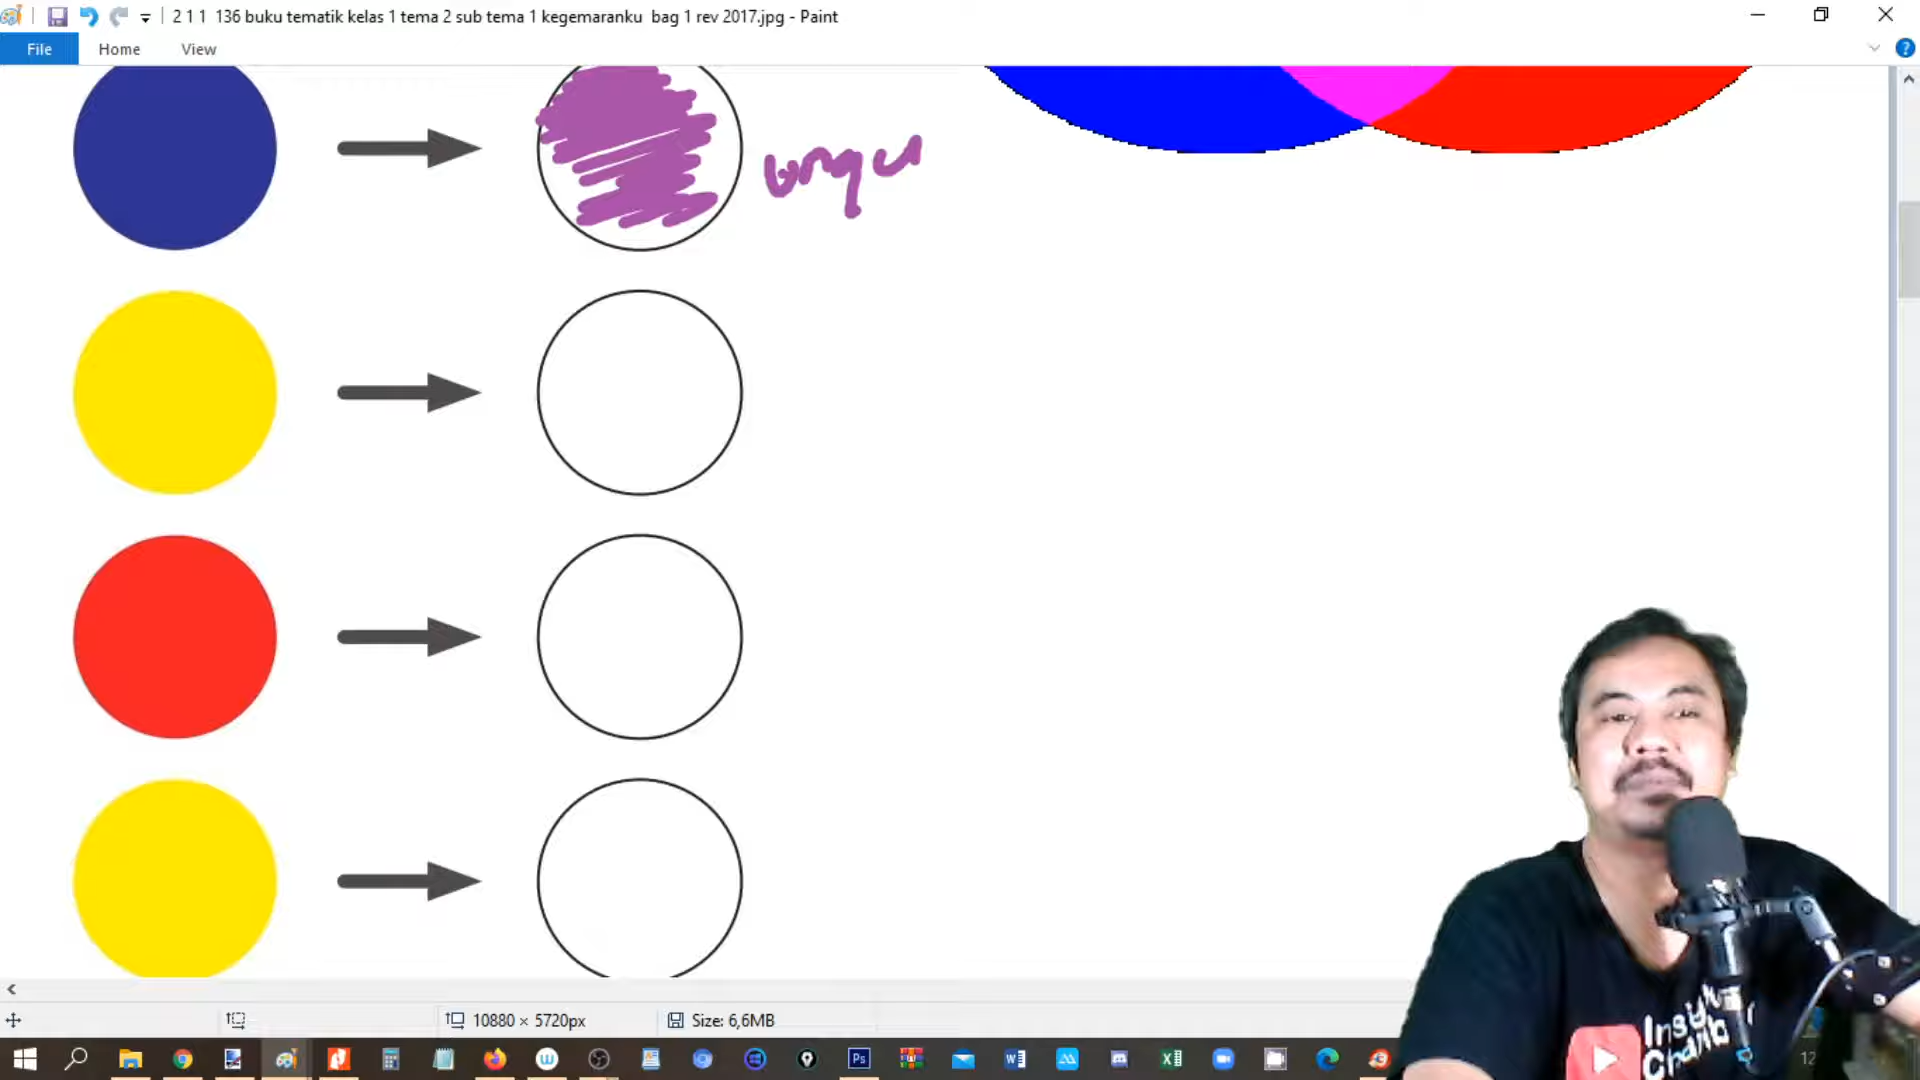 2 1 1 136 buku tematik kelas 1 tema 2 sub tema 1 kegemaranku bag 1 rev 2017.jpg - Paint
File Home View
ungu
10880 × 5720px Size: 6,6MB
12